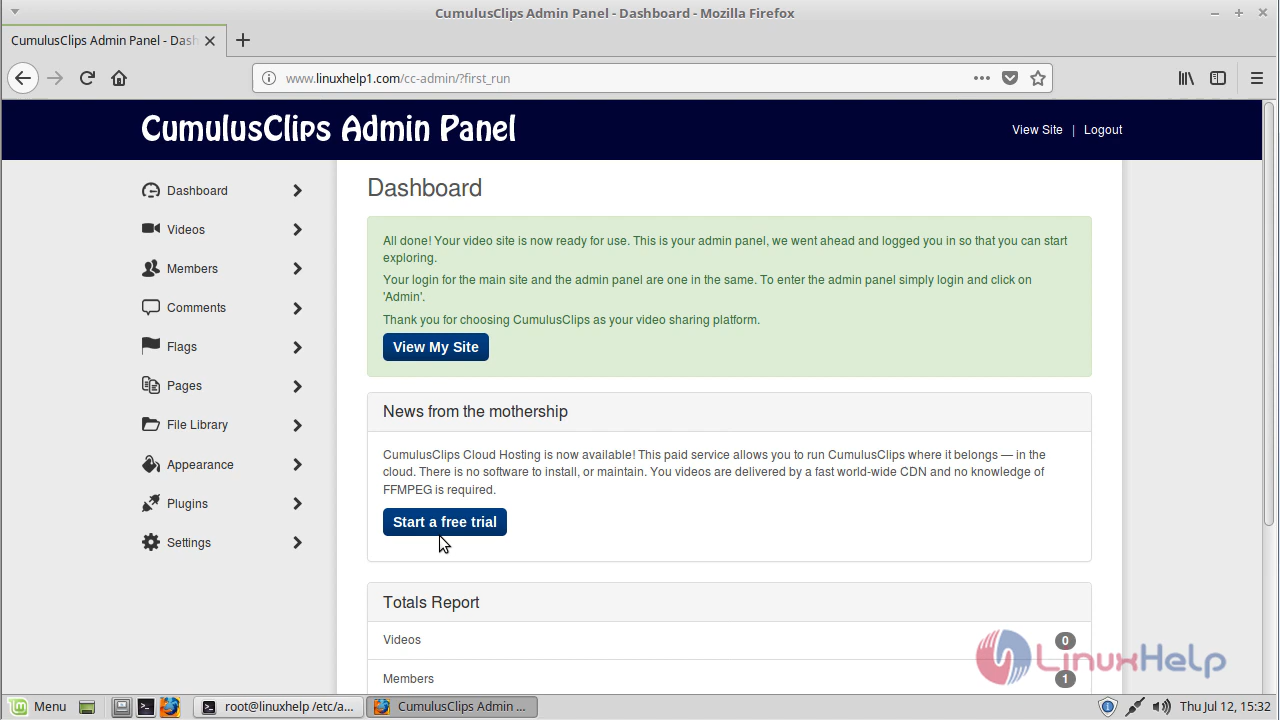 CumulusClips Admin Panel - Dashboard - Mozilla Firefox
CumulusClips Admin Panel - Dash
www.linuxhelp1.com/cc-admin/?first_run
CumulusClips Admin Panel
View Site | Logout
Dashboard
Videos
Members
Comments
Flags
Pages
File Library
Appearance
Plugins
Settings
Dashboard
All done! Your video site is now ready for use. This is your admin panel, we went ahead and logged you in so that you can start
exploring.
Your login for the main site and the admin panel are one in the same. To enter the admin panel simply login and click on
'Admin'.
Thank you for choosing CumulusClips as your video sharing platform.
View My Site
News from the mothership
CumulusClips Cloud Hosting is now available! This paid service allows you to run CumulusClips where it belongs — in the
cloud. There is no software to install, or maintain. You videos are delivered by a fast world-wide CDN and no knowledge of
FFMPEG is required.
Start a free trial
Totals Report
Videos 0
Members 1
LinuxHelp
Menu
root@linuxhelp /etc/a...
CumulusClips Admin ...
Thu Jul 12, 15:32